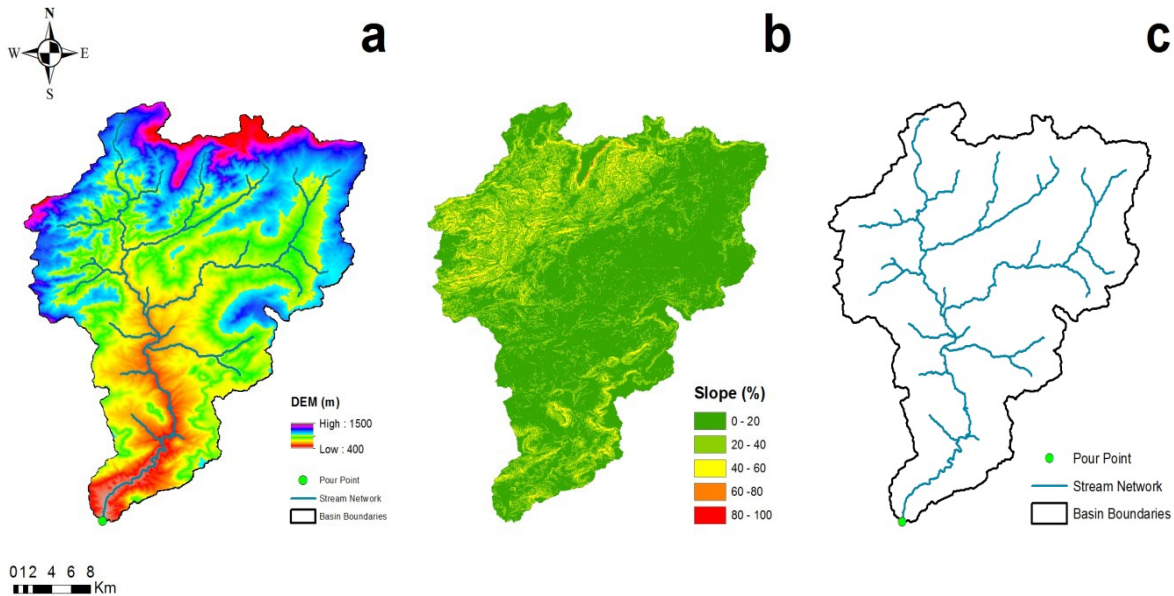 N
W E
S
a
b
c
DEM (m)
High : 1500
Low : 400
Pour Point
Stream Network
Basin Boundaries
Slope (%)
0 - 20
20 - 40
40 - 60
60 -80
80 - 100
Pour Point
Stream Network
Basin Boundaries
0 1 2 4 6 8
Km